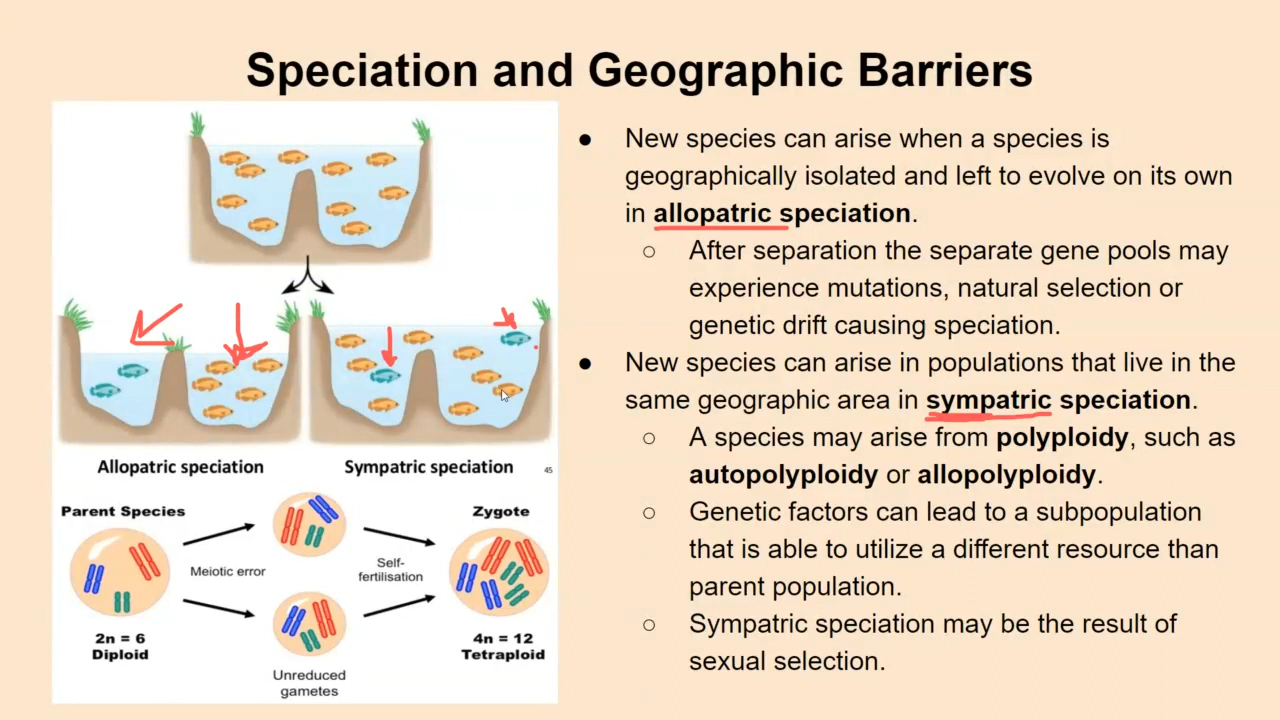 Speciation and Geographic Barriers
● New species can arise when a species is
geographically isolated and left to evolve on its own
in allopatric speciation.
○ After separation the separate gene pools may
experience mutations, natural selection or
genetic drift causing speciation.
● New species can arise in populations that live in the
same geographic area in sympatric speciation.
○ A species may arise from polyploidy, such as
autopolyploidy or allopolyploidy.
○ Genetic factors can lead to a subpopulation
that is able to utilize a different resource than
parent population.
○ Sympatric speciation may be the result of
sexual selection.
Allopatric speciation
Sympatric speciation
45
Parent Species
Zygote
Meiotic error
Self-
fertilisation
2n = 6
Diploid
4n = 12
Tetraploid
Unreduced
gametes